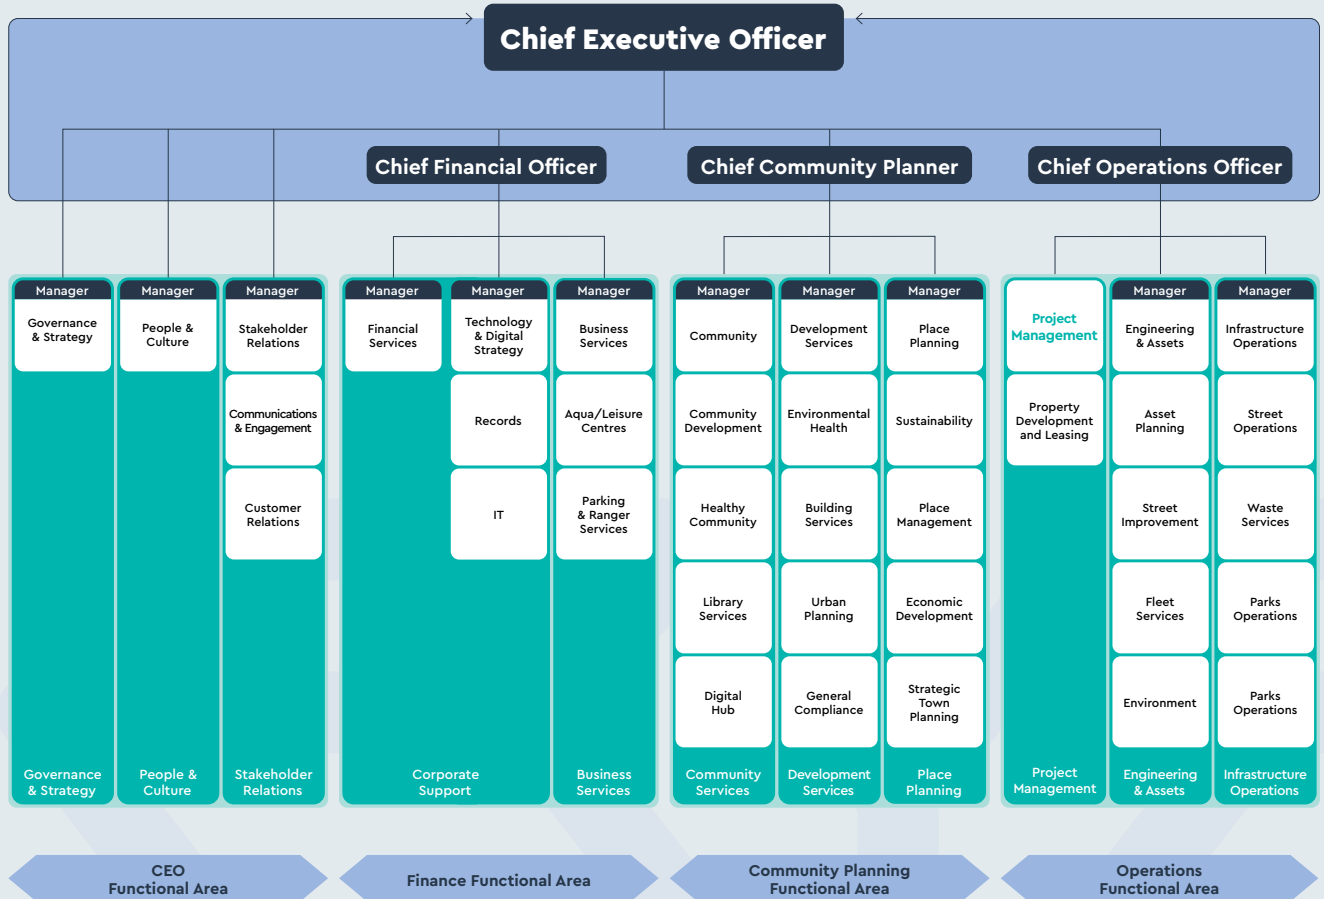 Chief Executive Officer
Chief Financial Officer
Chief Community Planner
Chief Operations Officer
Manager
Governance
& Strategy
Governance
& Strategy
Manager
People &
Culture
People &
Culture
Manager
Stakeholder
Relations
Communications
& Engagement
Customer
Relations
Stakeholder
Relations
Manager
Financial
Services
Manager
Technology
& Digital
Strategy
Records
IT
Corporate
Support
Manager
Business
Services
Aqua/Leisure
Centres
Parking
& Ranger
Services
Business
Services
Manager
Community
Community
Development
Healthy
Community
Library
Services
Digital
Hub
Community
Services
Manager
Development
Services
Environmental
Health
Building
Services
Urban
Planning
General
Compliance
Development
Services
Manager
Place
Planning
Sustainability
Place
Management
Economic
Development
Strategic
Town
Planning
Place
Planning
Project
Management
Property
Development
and Leasing
Project
Management
Manager
Engineering
& Assets
Asset
Planning
Street
Improvement
Fleet
Services
Environment
Engineering
& Assets
Manager
Infrastructure
Operations
Street
Operations
Waste
Services
Parks
Operations
Parks
Operations
Infrastructure
Operations
CEO
Functional Area
Finance Functional Area
Community Planning
Functional Area
Operations
Functional Area